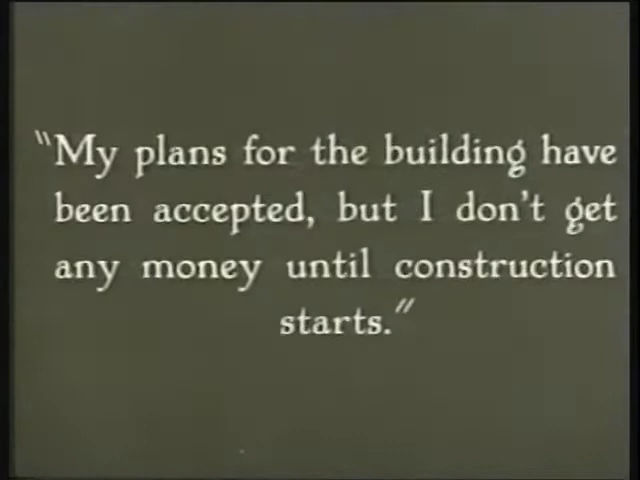 "My plans for the building have
been accepted, but I don't get
any money until construction
starts."